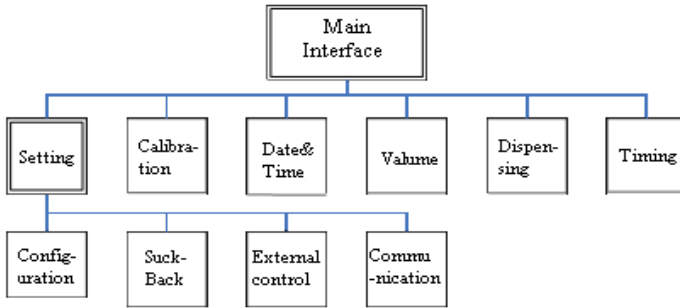 Main
Interface
Setting
Calibra-
tion
Date&
Time
Valume
Dispen-
sing
Timing
Config-
uration
Suck-
Back
External
control
Commu
-nication